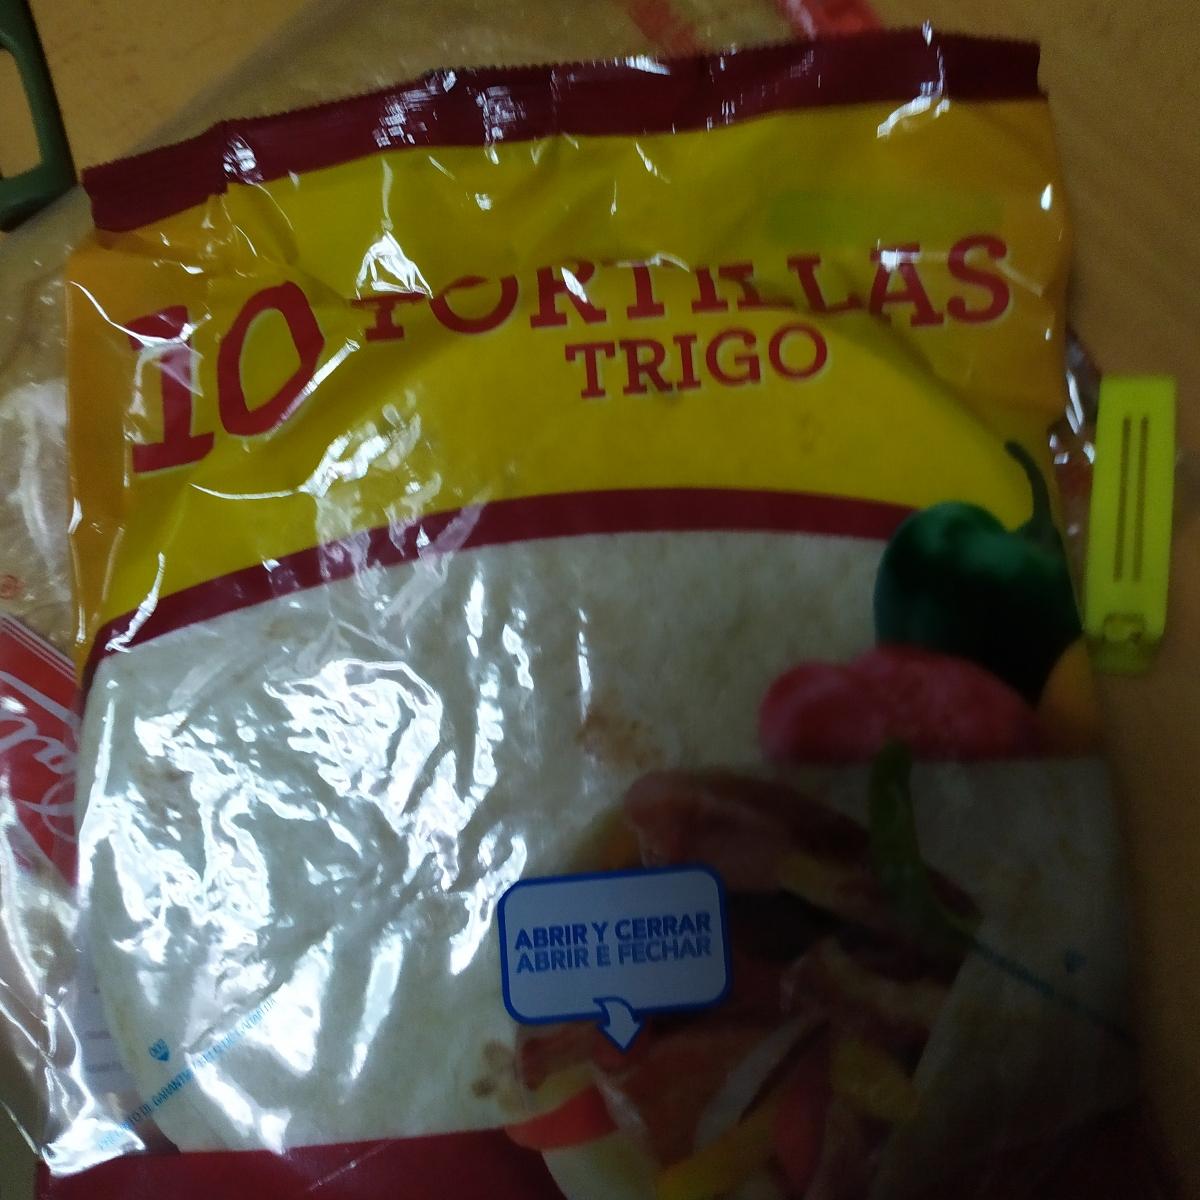 10 TORTILLAS
TRIGO
ABRIR Y CERRAR
ABRIR E FECHAR